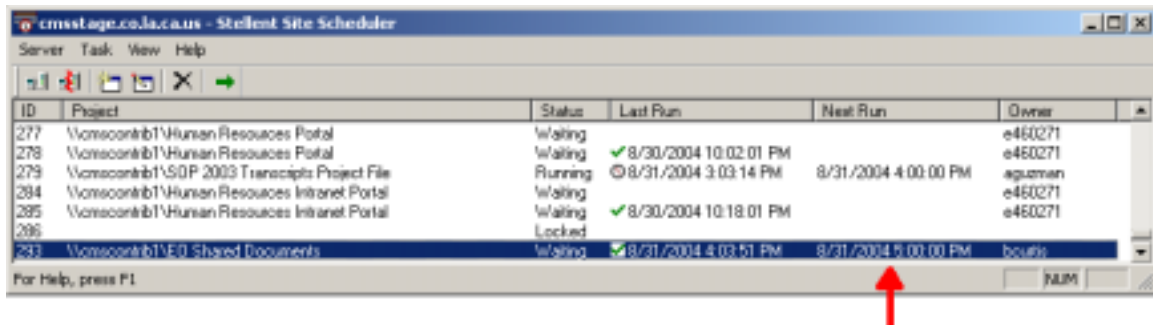 cmsstage.co.la.ca.us - Stellent Site Scheduler
Server Task View Help
ID Project Status Last Run Next Run Owner
277 \\cmscontrib1\Human Resources Portal Waiting e460271
278 \\cmscontrib1\Human Resources Portal Waiting 8/30/2004 10:02:01 PM e460271
279 \\cmscontrib1\SOP 2003 Transcripts Project File Running 8/31/2004 3:03:14 PM 8/31/2004 4:00:00 PM aguzman
284 \\cmscontrib1\Human Resources Intranet Portal Waiting e460271
285 \\cmscontrib1\Human Resources Intranet Portal Waiting 8/30/2004 10:18:01 PM e460271
286 Locked
293 \\cmscontrib1\EO Shared Documents Waiting 8/31/2004 4:03:51 PM 8/31/2004 5:00:00 PM
For Help, press F1 NUM